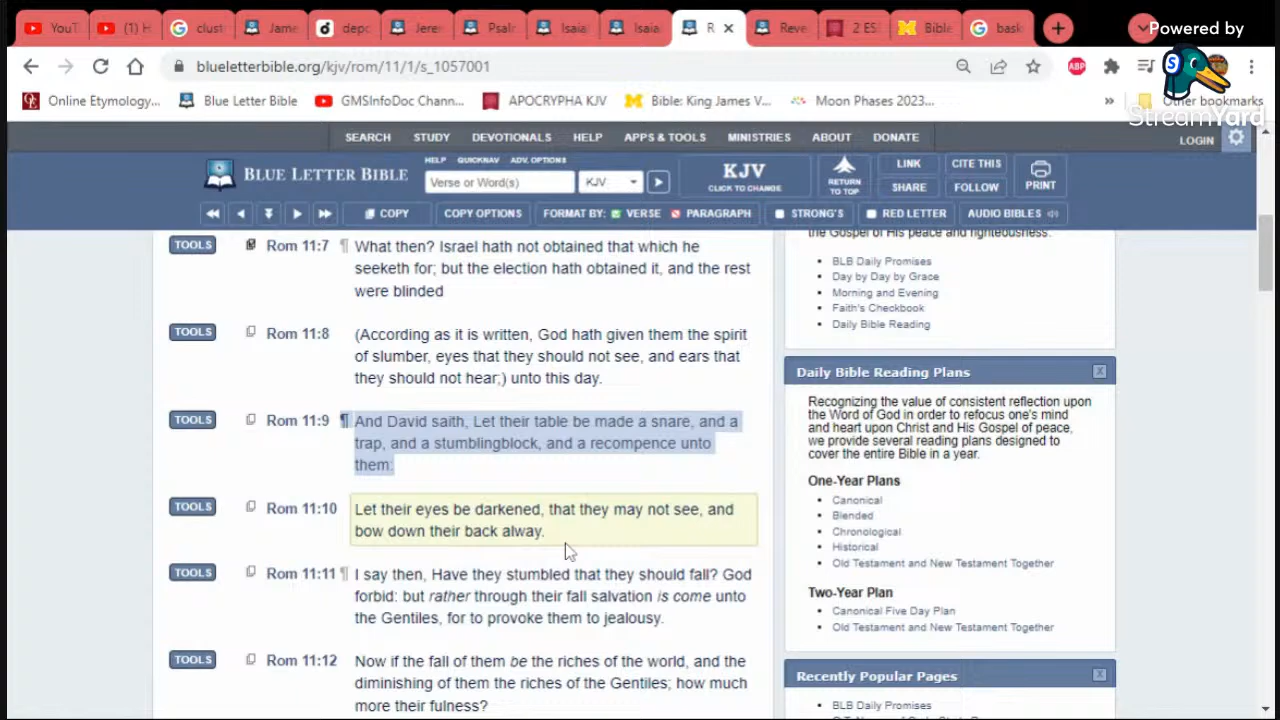 YouT
(1) H
clust
Jame
depo
Jerer
Psalr
Isaia
Isaia
R
Reve
2 ES
Bible
bask
Powered by
blueletterbible.org/kjv/rom/11/1/s_1057001
ABP
Online Etymology...
Blue Letter Bible
GMSInfoDoc Chann...
APOCRYPHA KJV
Bible: King James V...
Moon Phases 2023...
»
Other bookmarks
StreamYard
SEARCH STUDY DEVOTIONALS HELP APPS & TOOLS MINISTRIES ABOUT DONATE LOGIN
BLUE LETTER BIBLE
HELP QUICKNAV ADV. OPTIONS
Verse or Word(s)
KJV
KJV
CLICK TO CHANGE
RETURN
TO TOP
LINK
CITE THIS
SHARE
FOLLOW
PRINT
COPY
COPY OPTIONS
FORMAT BY: VERSE PARAGRAPH
STRONG'S
RED LETTER
AUDIO BIBLES
TOOLS Rom 11:7 ¶ What then? Israel hath not obtained that which he
seeketh for; but the election hath obtained it, and the rest
were blinded
TOOLS Rom 11:8 (According as it is written, God hath given them the spirit
of slumber, eyes that they should not see, and ears that
they should not hear;) unto this day.
TOOLS Rom 11:9 ¶ And David saith, Let their table be made a snare, and a
trap, and a stumblingblock, and a recompence unto
them:
TOOLS Rom 11:10 Let their eyes be darkened, that they may not see, and
bow down their back alway.
TOOLS Rom 11:11 ¶ I say then, Have they stumbled that they should fall? God
forbid: but rather through their fall salvation is come unto
the Gentiles, for to provoke them to jealousy.
TOOLS Rom 11:12 Now if the fall of them be the riches of the world, and the
diminishing of them the riches of the Gentiles; how much
more their fulness?
the Gospel of His peace and righteousness.
BLB Daily Promises
Day by Day by Grace
Morning and Evening
Faith's Checkbook
Daily Bible Reading
Daily Bible Reading Plans X
Recognizing the value of consistent reflection upon
the Word of God in order to refocus one's mind
and heart upon Christ and His Gospel of peace,
we provide several reading plans designed to
cover the entire Bible in a year.
One-Year Plans
Canonical
Blended
Chronological
Historical
Old Testament and New Testament Together
Two-Year Plan
Canonical Five Day Plan
Old Testament and New Testament Together
Recently Popular Pages X
BLB Daily Promises